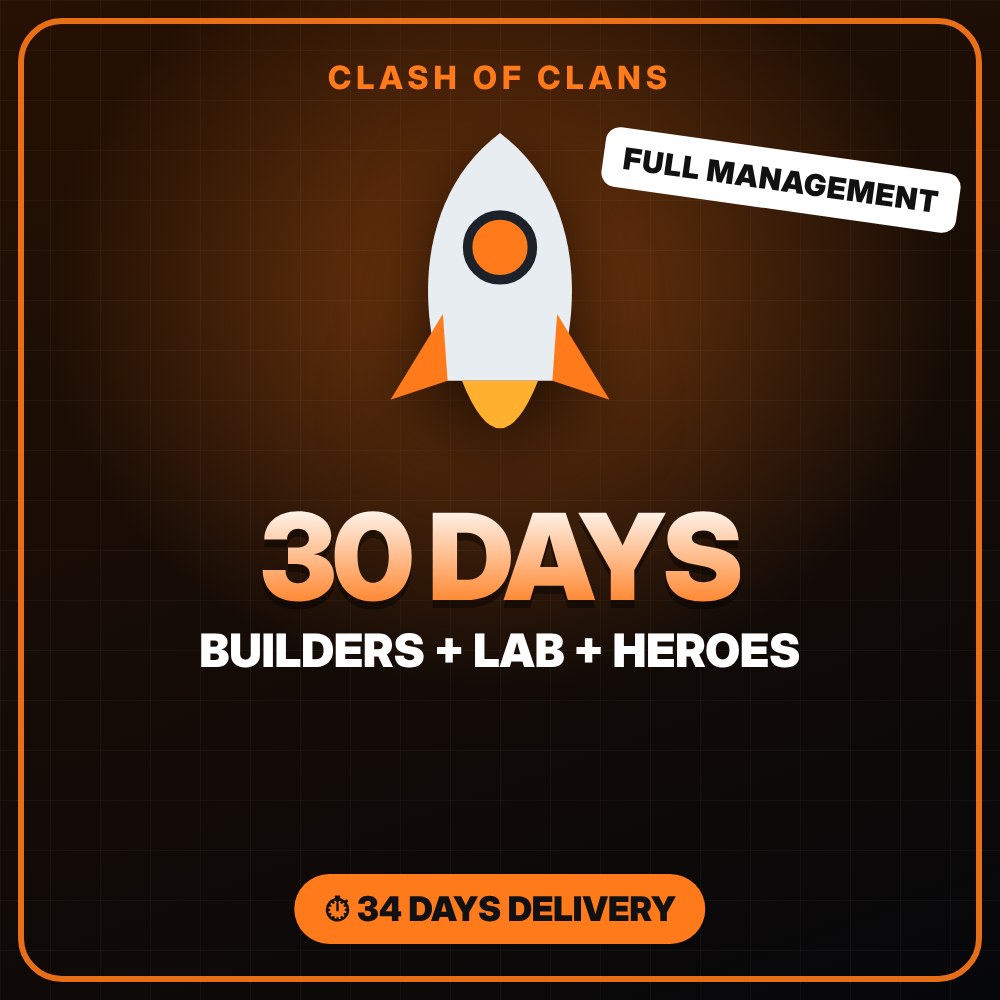 CLASH OF CLANS
FULL MANAGEMENT
30 DAYS
BUILDERS + LAB + HEROES
⏱ 34 DAYS DELIVERY